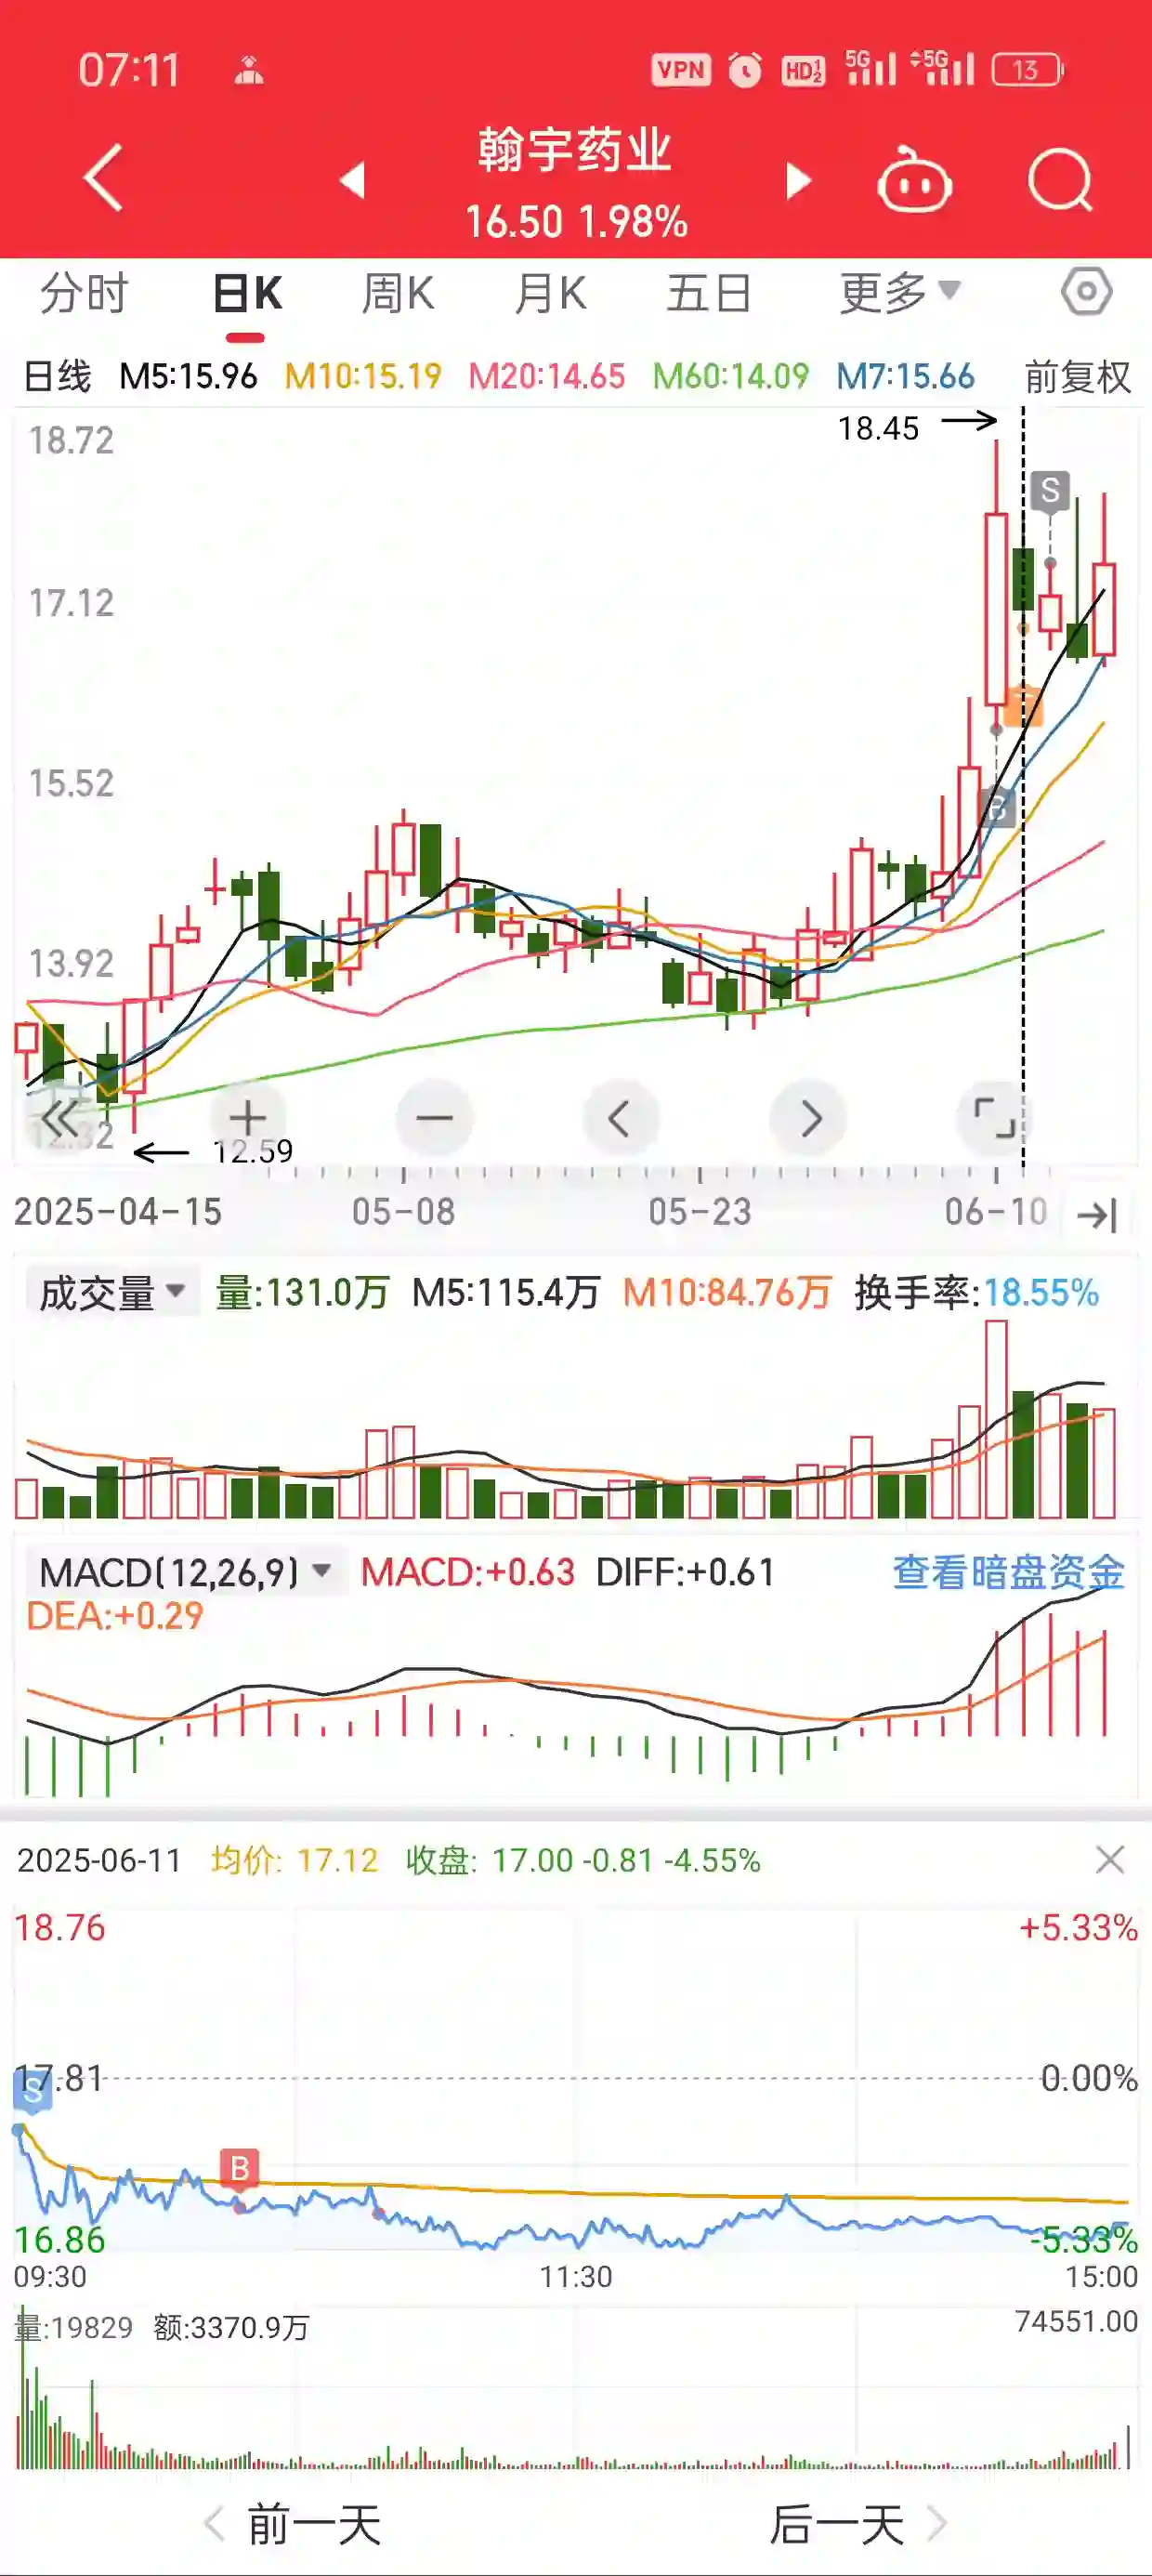 07:11 VPN HD 1 2 5G 5G 13
翰宇药业
16.50 1.98%
分时 日K 周K 月K 五日 更多
日线 M5:15.96 M10:15.19 M20:14.65 M60:14.09 M7:15.66 前复权
18.45
18.72
S
17.12
15.52
B
13.92
12.32
12.59
2025-04-15 05-08 05-23 06-10
成交量 量:131.0万 M5:115.4万 M10:84.76万 换手率:18.55%
MACD(12,26,9) MACD:+0.63 DIFF:+0.61 查看暗盘资金
DEA:+0.29
2025-06-11 均价: 17.12 收盘: 17.00 -0.81 -4.55%
18.76 +5.33%
17.81 0.00%
S
B
16.86 -5.33%
09:30 11:30 15:00
量:19829 额:3370.9万 74551.00
前一天 后一天